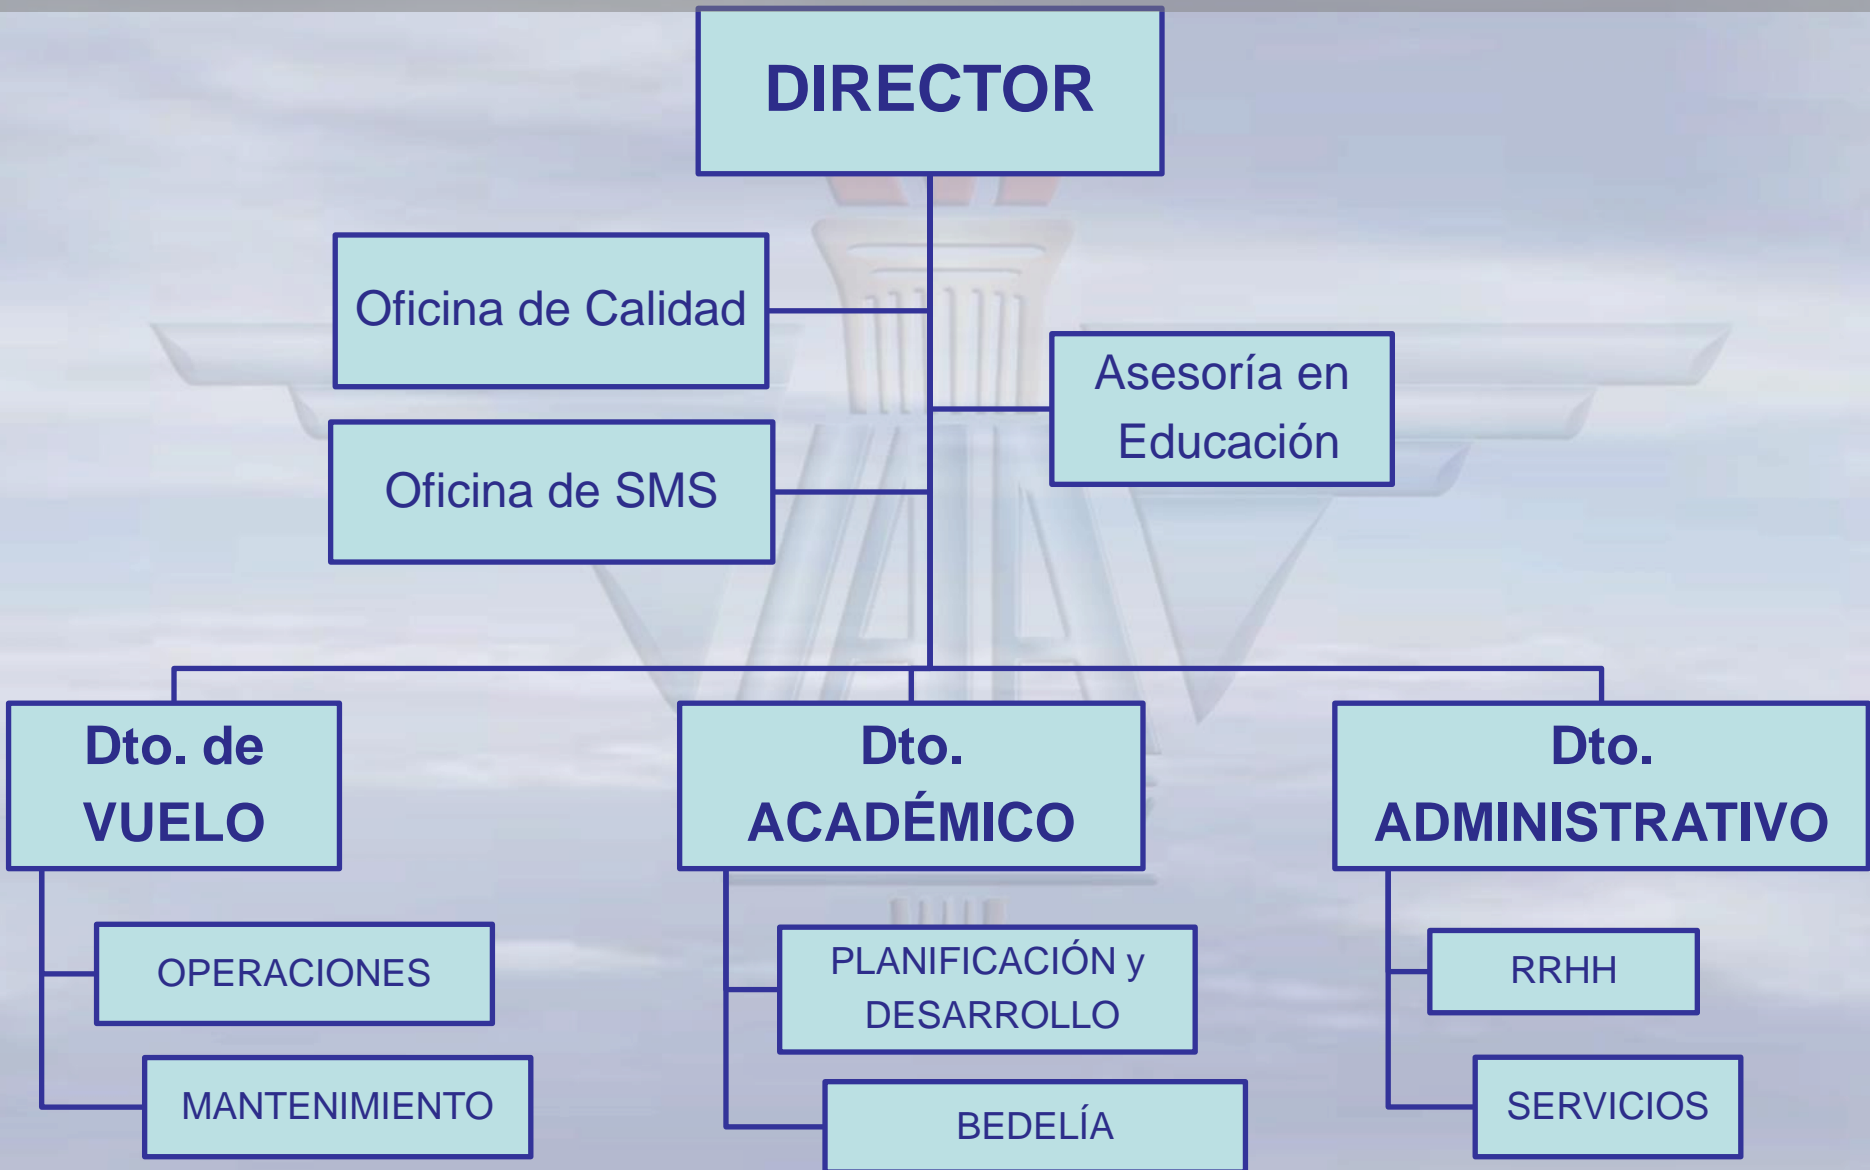 DIRECTOR
Oficina de Calidad
Asesoría en
Educación
Oficina de SMS
Dto. de
VUELO
Dto.
ACADÉMICO
Dto.
ADMINISTRATIVO
OPERACIONES
MANTENIMIENTO
PLANIFICACIÓN y
DESARROLLO
BEDELÍA
RRHH
SERVICIOS